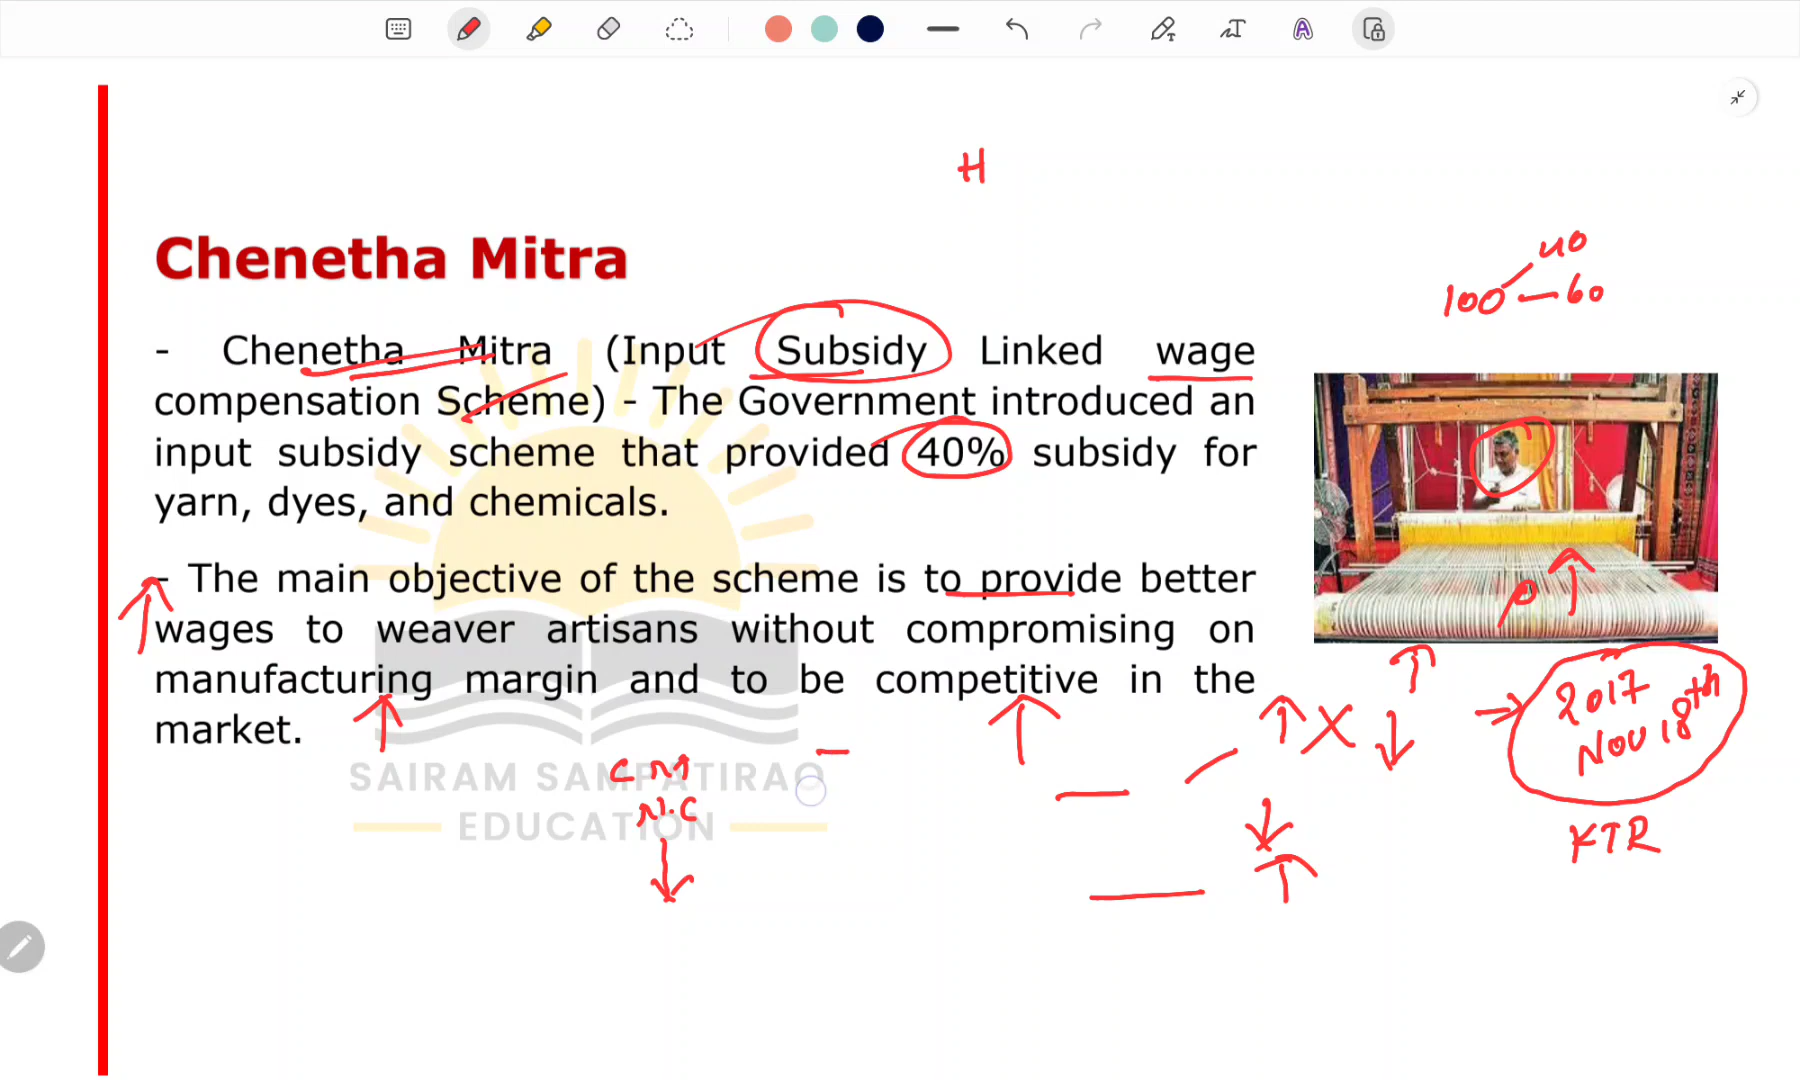 H
Chenetha Mitra
40
100 - 60
- Chenetha Mitra (Input Subsidy Linked wage
compensation Scheme) - The Government introduced an
input subsidy scheme that provided 40% subsidy for
yarn, dyes, and chemicals.
- The main objective of the scheme is to provide better
wages to weaver artisans without compromising on
manufacturing margin and to be competitive in the
market.
P
2017
Nov 18th
KTR
SAIRAM SAMPATIRAO
EDUCATION